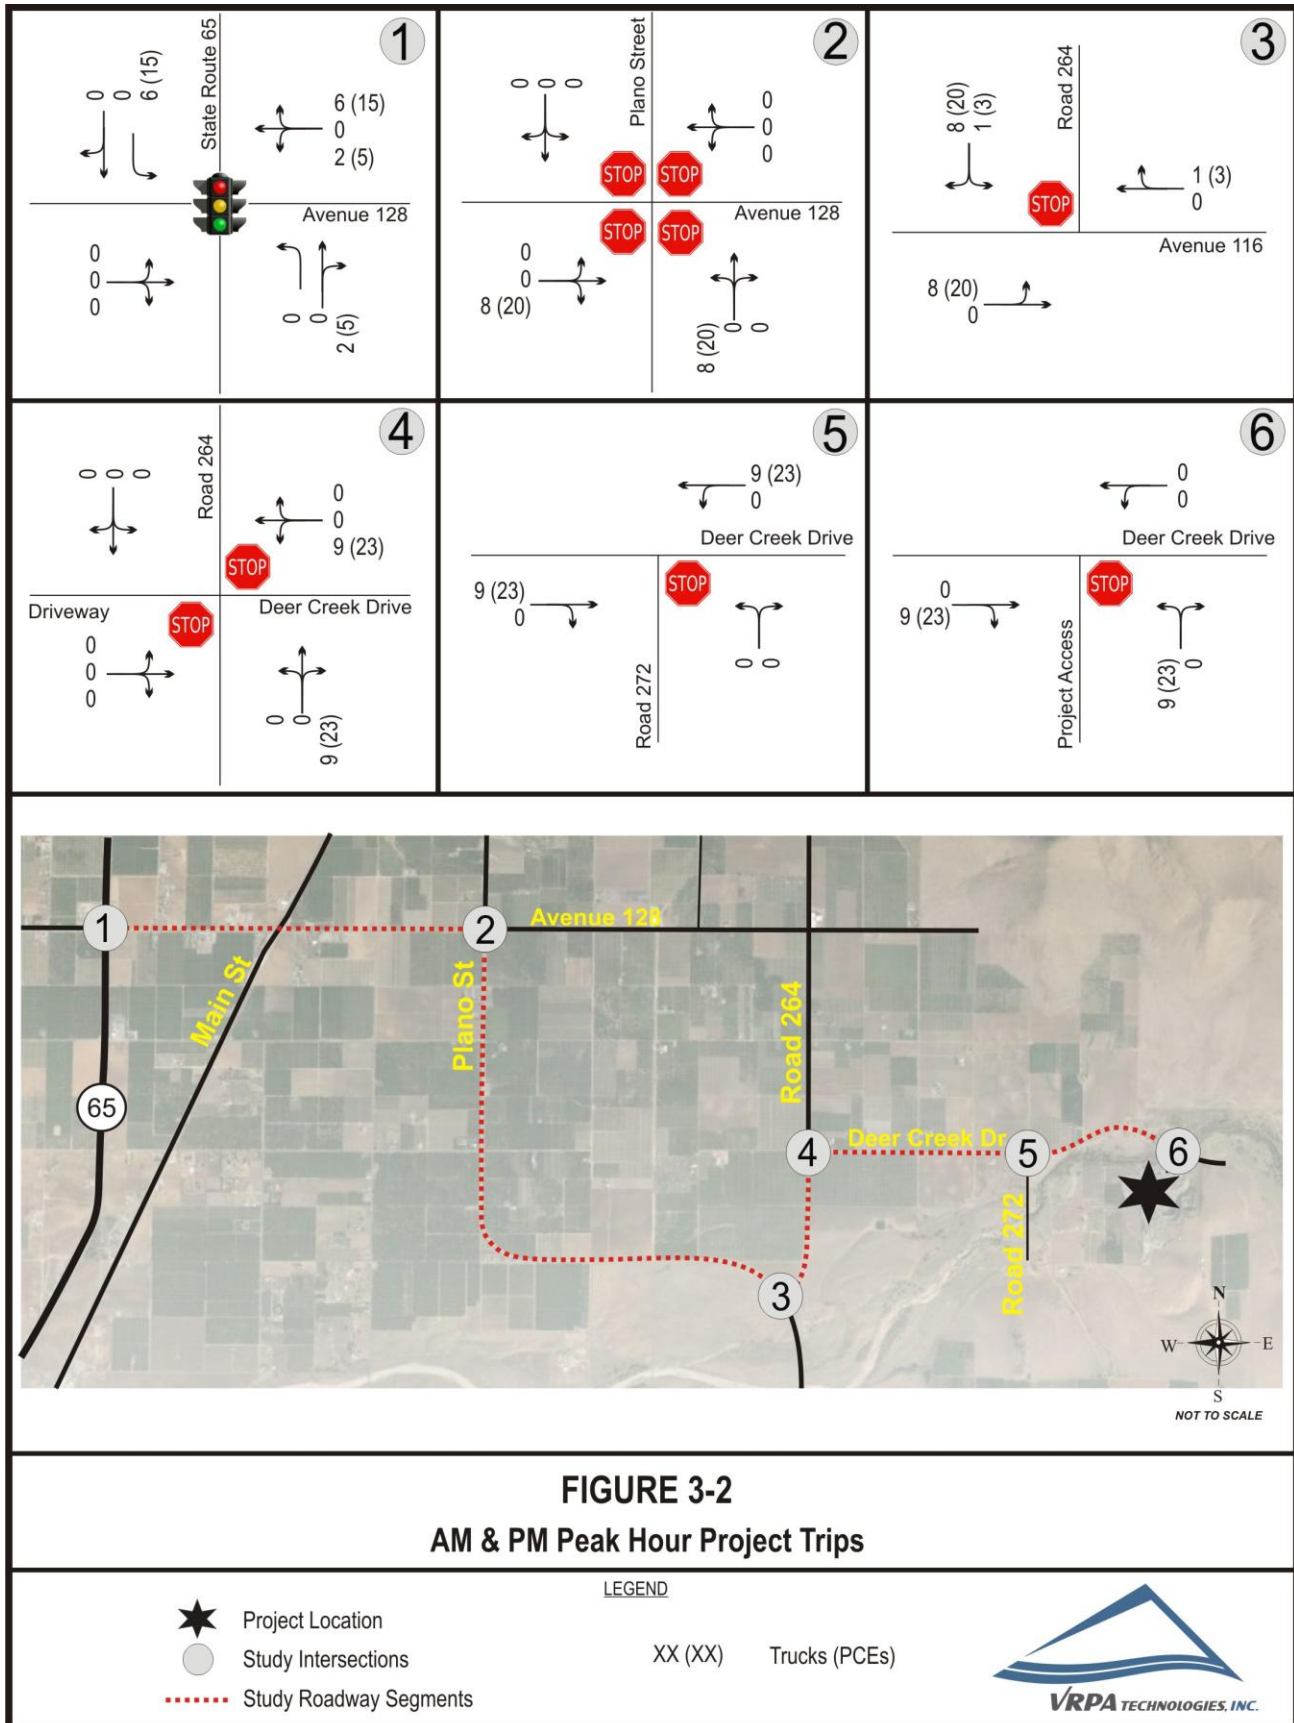 1
State Route 65
0 0 6 (15)
6 (15)
0
2 (5)
Avenue 128
0
0
0
0 0 2 (5)
2
Plano Street
0 0 0
0
0
0
STOP STOP
Avenue 128
STOP STOP
0
0
8 (20)
8 (20) 0 0
3
Road 264
8 (20)
1 (3)
STOP
1 (3)
0
Avenue 116
8 (20)
0
4
Road 264
0 0 0
0
0
9 (23)
STOP
Driveway
Deer Creek Drive
STOP
0
0
0
0 0 9 (23)
5
9 (23)
0
Deer Creek Drive
STOP
9 (23)
0
Road 272
0 0
6
0
0
Deer Creek Drive
STOP
0
9 (23)
Project Access
9 (23) 0
1
2
Avenue 128
Main St
Plano St
Road 264
65
4
Deer Creek Dr
5
6
Road 272
3
N
W E
S
NOT TO SCALE
FIGURE 3-2
AM & PM Peak Hour Project Trips
LEGEND
Project Location
Study Intersections
Study Roadway Segments
XX (XX) Trucks (PCEs)
VRPA TECHNOLOGIES, INC.